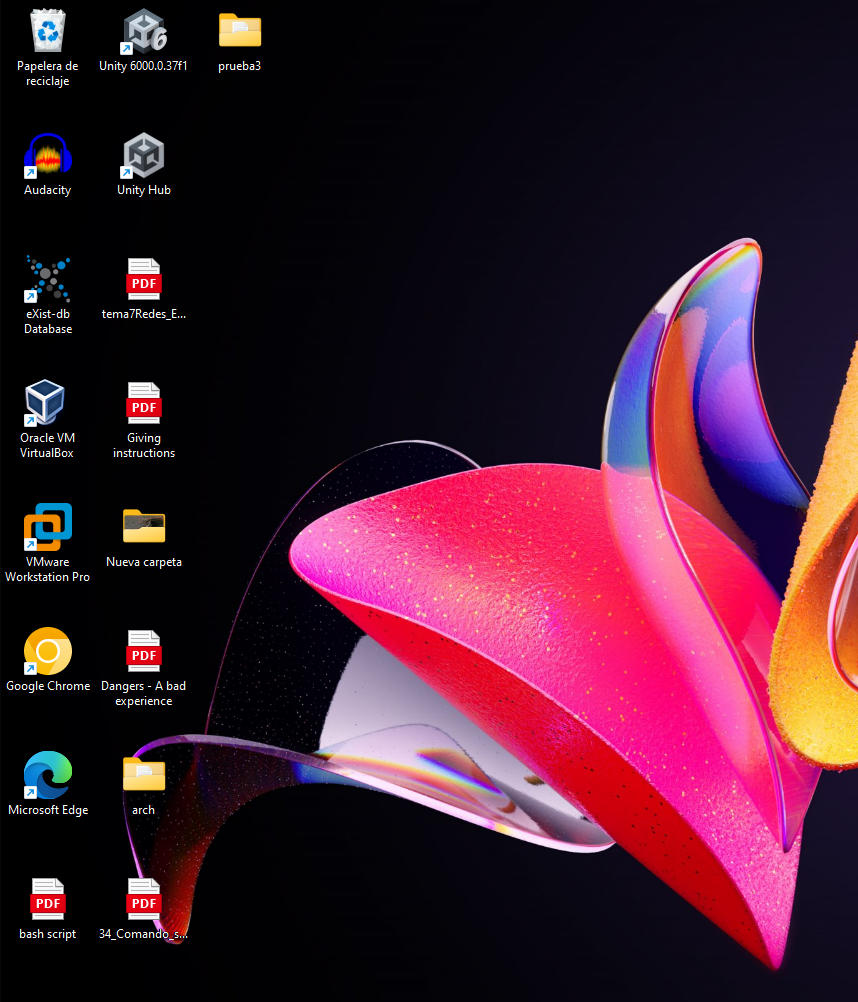 Papelera de
reciclaje
6
Unity 6000.0.37f1
prueba3
Audacity
Unity Hub
eXist-db
Database
PDF
tema7Redes_E...
Oracle VM
VirtualBox
PDF
Giving
instructions
VMware
Workstation Pro
Nueva carpeta
Google Chrome
PDF
Dangers - A bad
experience
Microsoft Edge
arch
PDF
bash script
PDF
34_Comando_s...